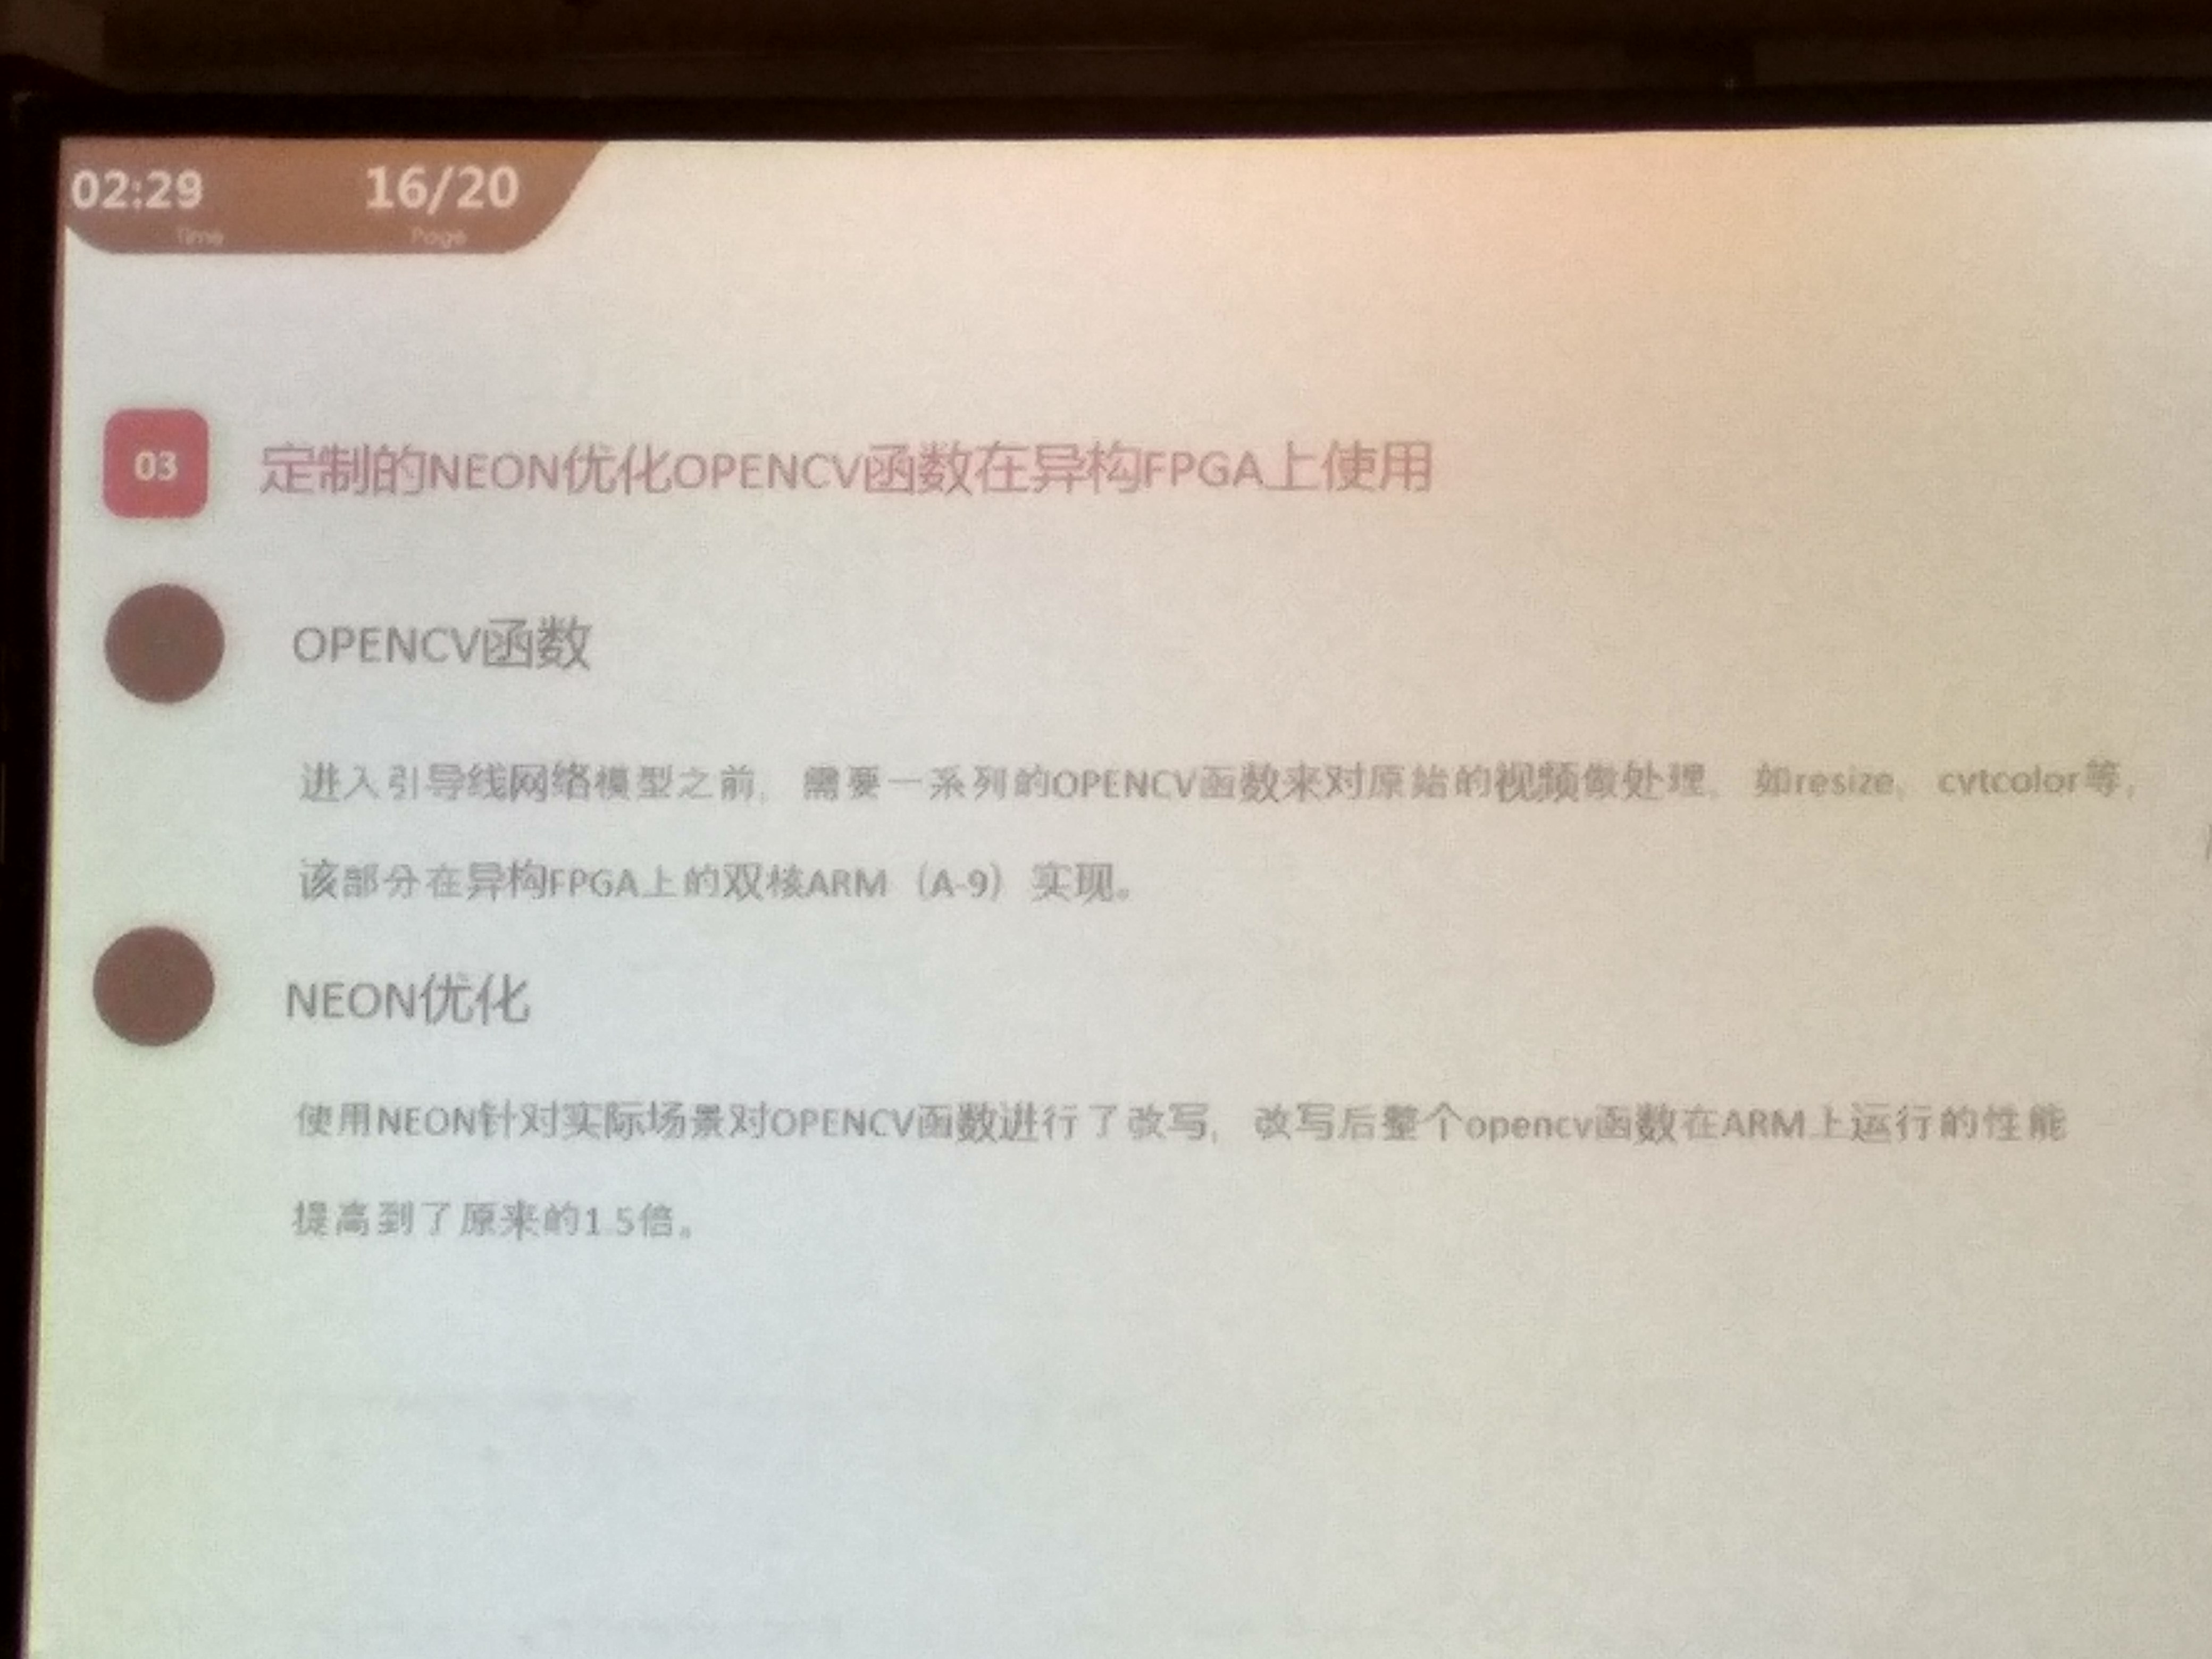 02:29 16/20
Time Page
03 定制的NEON优化OPENCV函数在异构FPGA上使用
OPENCV函数
进入引导线网络模型之前，需要一系列的OPENCV函数来对原始的视频做处理，如resize，cvtcolor等，
该部分在异构FPGA上的双核ARM（A-9）实现。
NEON优化
使用NEON针对实际场景对OPENCV函数进行了改写，改写后整个opencv函数在ARM上运行的性能
提高到了原来的1.5倍。